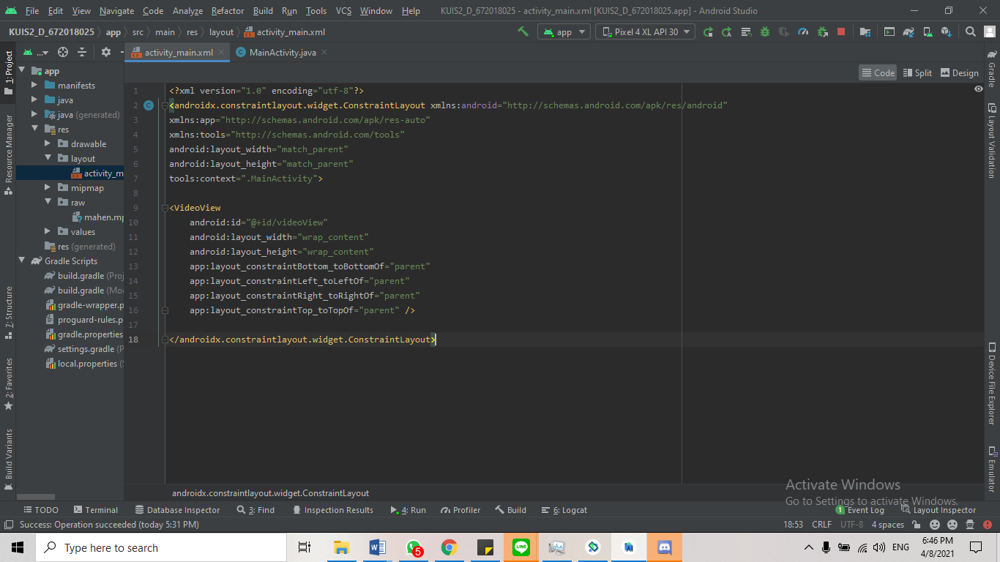 File Edit View Navigate Code Analyze Refactor Build Run Tools VCS Window Help KUIS2_D_672018025 - activity_main.xml [KUIS2_D_672018025.app] - Android Studio
KUIS2_D_672018025 app src main res layout activity_main.xml app Pixel 4 XL API 30
1: Project
Resource Manager
7: Structure
2: Favorites
Build Variants
...
activity_main.xml MainActivity.java
Code Split Design
app
manifests
java
java (generated)
res
drawable
layout
activity_m
mipmap
raw
mahen.mp
values
res (generated)
Gradle Scripts
build.gradle (Proj
build.gradle (Mod
gradle-wrapper.p
proguard-rules.p
gradle.properties
settings.gradle (P
local.properties (S
1 <?xml version="1.0" encoding="utf-8"?>
2 <androidx.constraintlayout.widget.ConstraintLayout xmlns:android="http://schemas.android.com/apk/res/android"
3 xmlns:app="http://schemas.android.com/apk/res-auto"
4 xmlns:tools="http://schemas.android.com/tools"
5 android:layout_width="match_parent"
6 android:layout_height="match_parent"
7 tools:context=".MainActivity">
8
9 <VideoView
10 android:id="@+id/videoView"
11 android:layout_width="wrap_content"
12 android:layout_height="wrap_content"
13 app:layout_constraintBottom_toBottomOf="parent"
14 app:layout_constraintLeft_toLeftOf="parent"
15 app:layout_constraintRight_toRightOf="parent"
16 app:layout_constraintTop_toTopOf="parent" />
17
18 </androidx.constraintlayout.widget.ConstraintLayout>
androidx.constraintlayout.widget.ConstraintLayout
Gradle
Layout Validation
Device File Explorer
Emulator
Activate Windows
Go to Settings to activate Windows.
TODO Terminal Database Inspector 3: Find Inspection Results 4: Run Profiler Build 6: Logcat 1 Event Log Layout Inspector
Success: Operation succeeded (today 5:31 PM) 18:53 CRLF UTF-8 4 spaces
Type here to search 5 ENG 6:46 PM
4/8/2021